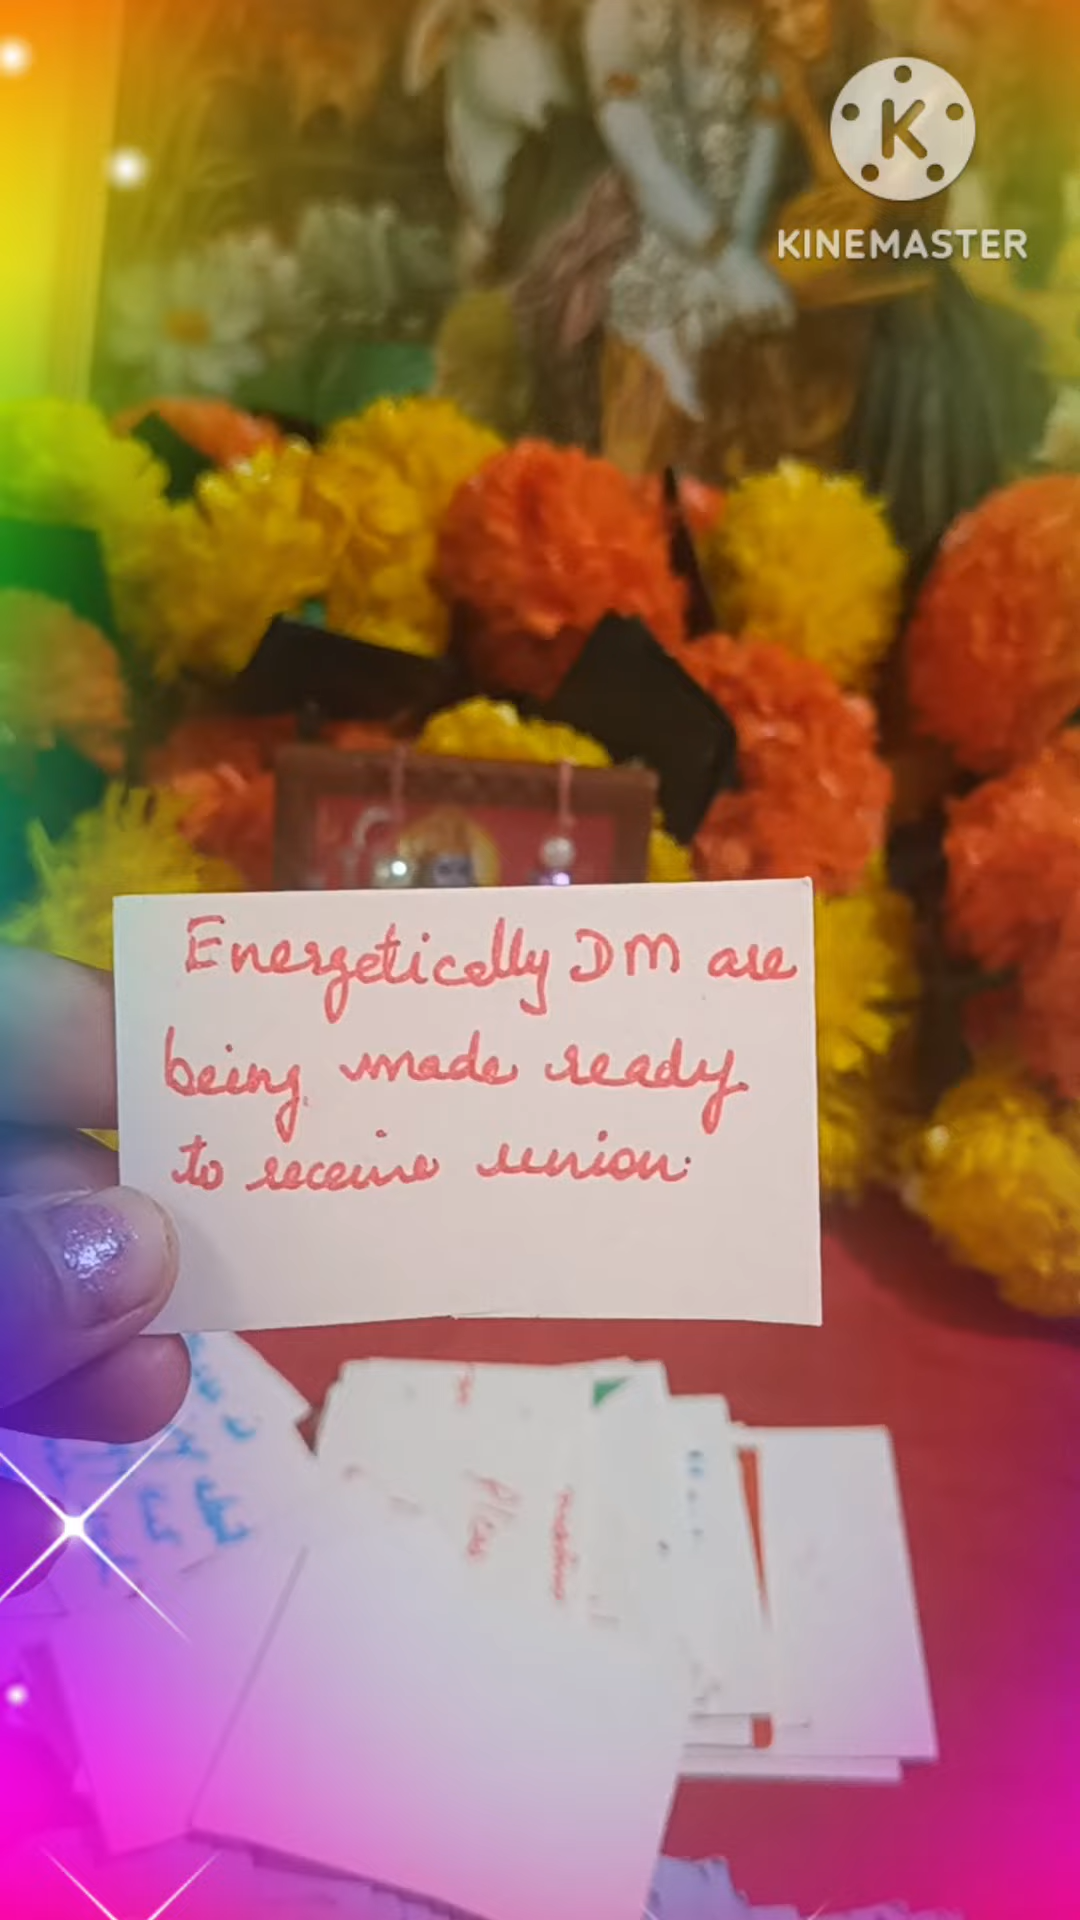 K
KINEMASTER
Energetically DM are
being made ready
to receive union.